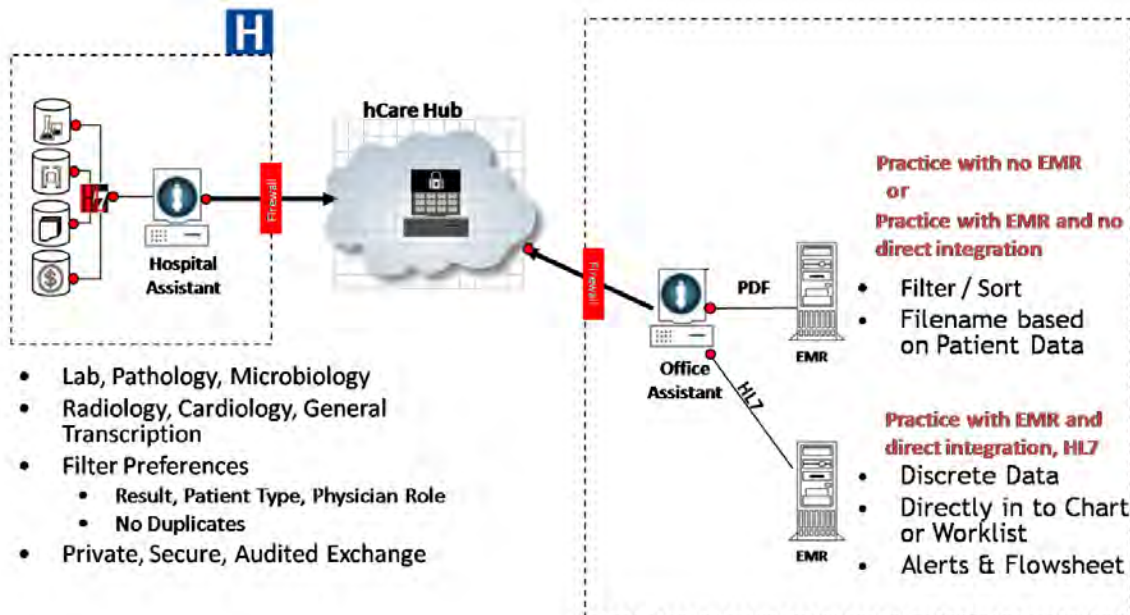 H
hCare Hub
Firewall
Hospital
Assistant
• Lab, Pathology, Microbiology
• Radiology, Cardiology, General
Transcription
• Filter Preferences
• Result, Patient Type, Physician Role
• No Duplicates
• Private, Secure, Audited Exchange
Firewall
Office
Assistant
PDF
HL7
EMR
Practice with no EMR
or
Practice with EMR and no
direct integration
• Filter / Sort
• Filename based
on Patient Data
EMR
Practice with EMR and
direct integration, HL7
• Discrete Data
• Directly in to Chart
or Worklist
• Alerts & Flowsheet